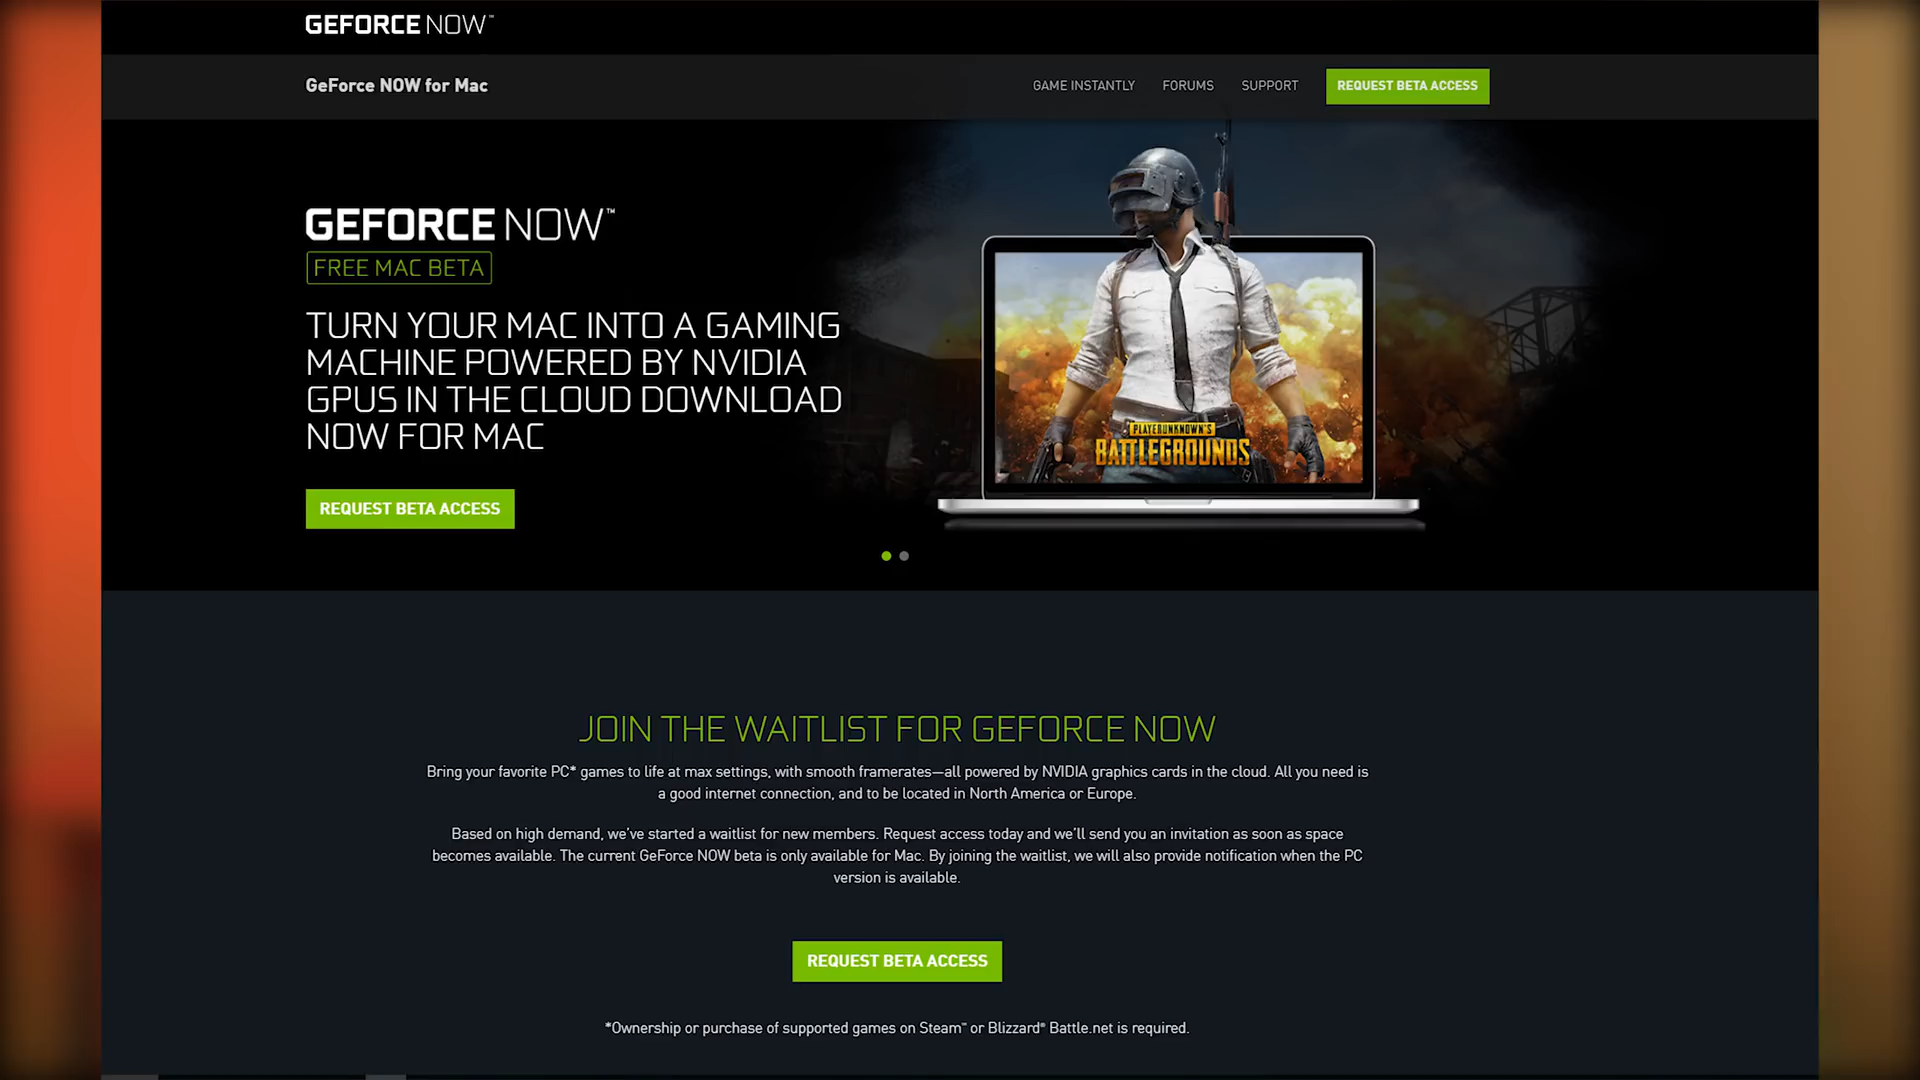 GEFORCE NOW™
GeForce NOW for Mac
GAME INSTANTLY
FORUMS
SUPPORT
REQUEST BETA ACCESS
GEFORCE NOW™
FREE MAC BETA
TURN YOUR MAC INTO A GAMING
MACHINE POWERED BY NVIDIA
GPUS IN THE CLOUD DOWNLOAD
NOW FOR MAC
REQUEST BETA ACCESS
PLAYERUNKNOWN'S
BATTLEGROUNDS
JOIN THE WAITLIST FOR GEFORCE NOW
Bring your favorite PC* games to life at max settings, with smooth framerates—all powered by NVIDIA graphics cards in the cloud. All you need is
a good internet connection, and to be located in North America or Europe.
Based on high demand, we've started a waitlist for new members. Request access today and we'll send you an invitation as soon as space
becomes available. The current GeForce NOW beta is only available for Mac. By joining the waitlist, we will also provide notification when the PC
version is available.
REQUEST BETA ACCESS
*Ownership or purchase of supported games on Steam™ or Blizzard® Battle.net is required.